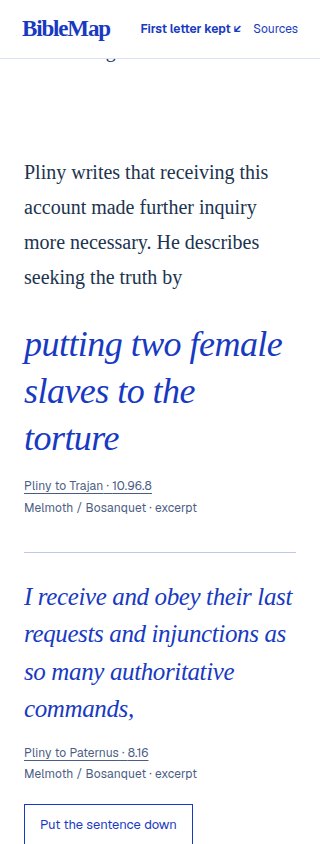 BibleMap
First letter kept ↙ Sources
Pliny writes that receiving this
account made further inquiry
more necessary. He describes
seeking the truth by
putting two female
slaves to the
torture
Pliny to Trajan · 10.96.8
Melmoth / Bosanquet · excerpt
I receive and obey their last
requests and injunctions as
so many authoritative
commands,
Pliny to Paternus · 8.16
Melmoth / Bosanquet · excerpt
Put the sentence down